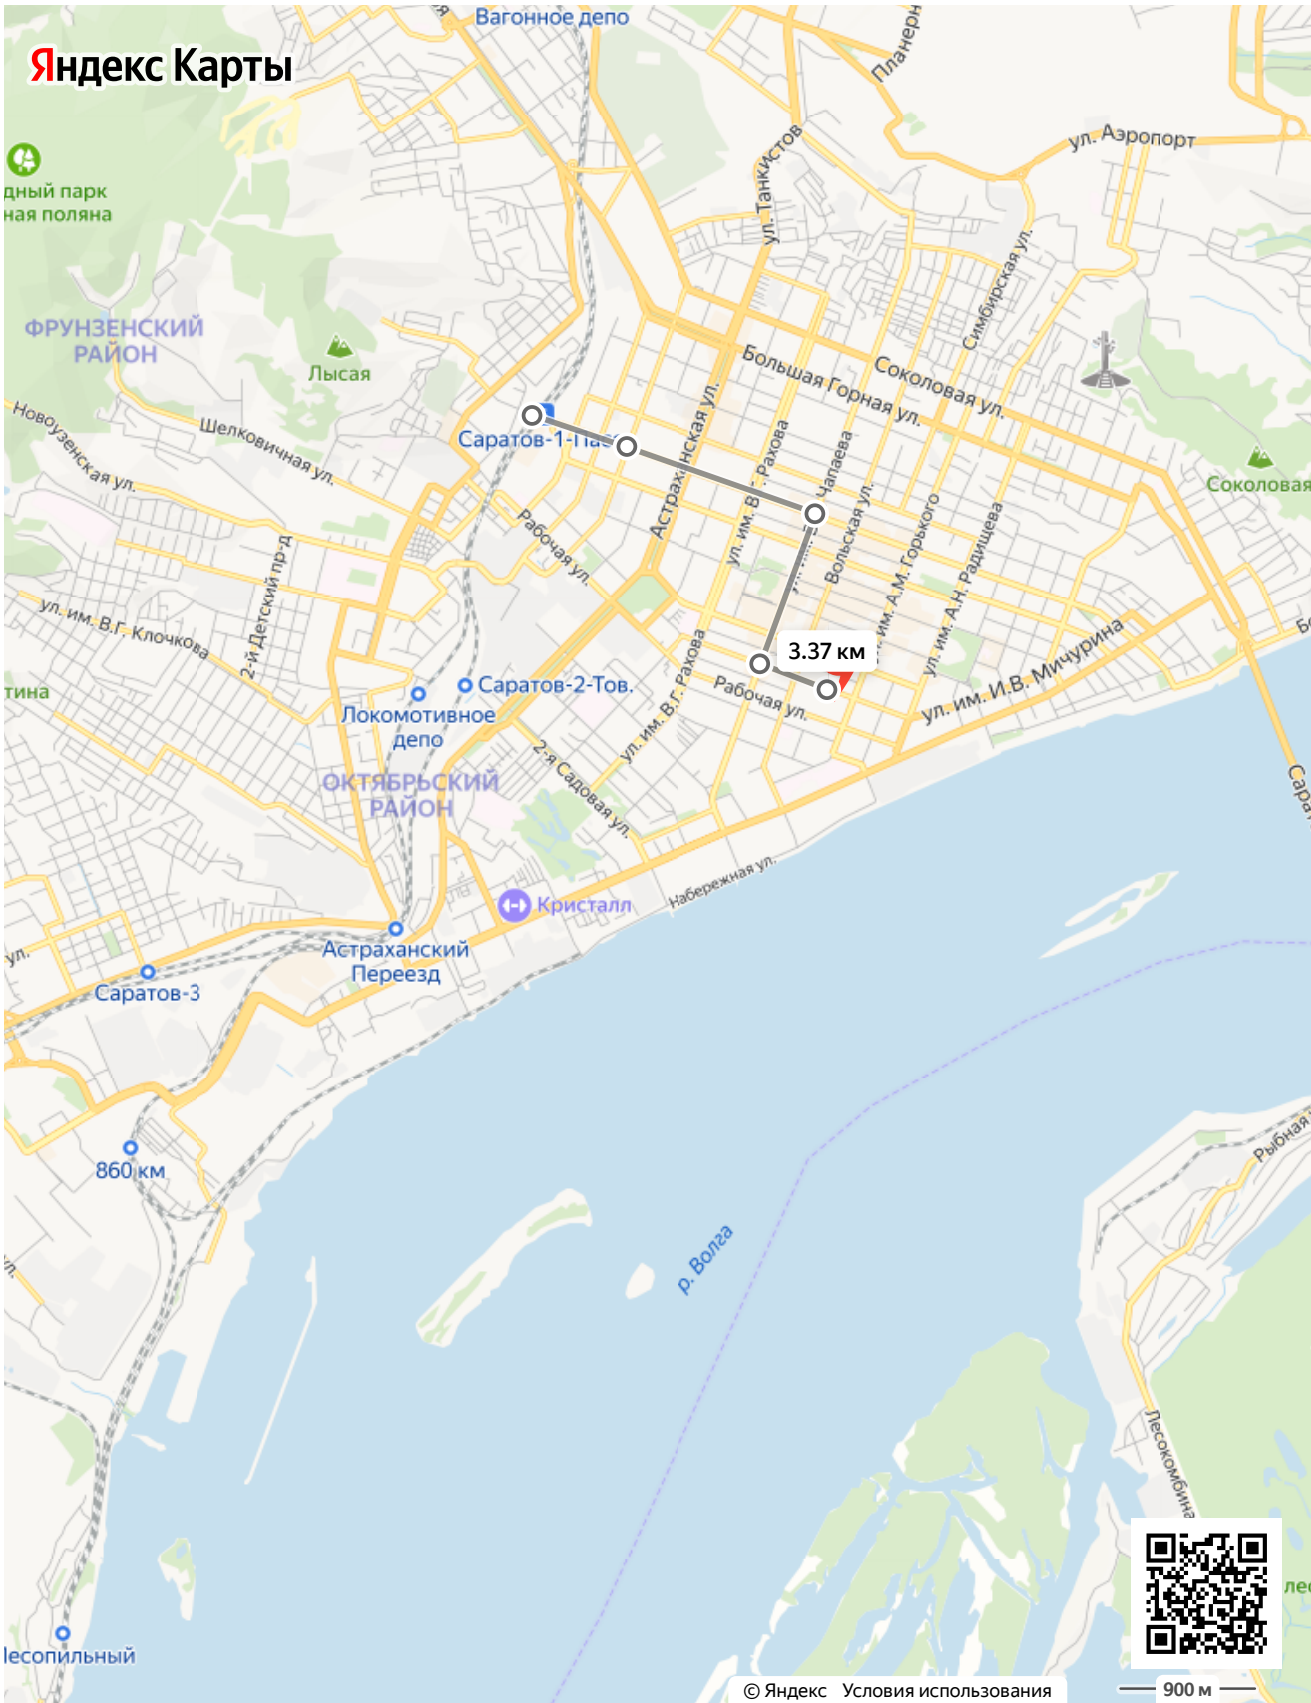 Вагонное депо
Яндекс Карты
Планерн
ул. Аэропорт
ул. Танкистов
дный парк
ная поляна
Симбирская ул.
ФРУНЗЕНСКИЙ
РАЙОН
Лысая
Большая Горная ул.
Соколовая ул.
Новоузенская ул.
Шелковичная ул.
Саратов-1-Пас
Астраханская ул.
ул. им. В.Г. Рахова
Чапаева
Вольская ул.
им. А.М. Горького
ул. им. А.Н. Радищева
Соколовая
Рабочая ул.
2-й Детский пр-д
ул. им. В.Г. Клочкова
3.37 км
ул. им. И.В. Мичурина
тина
Саратов-2-Тов.
Локомотивное
депо
ул. им. В.Г. Рахова
Рабочая ул.
2-я Садовая ул.
ОКТЯБРЬСКИЙ
РАЙОН
Сарат
Набережная ул.
Кристалл
Астраханский
Переезд
ул.
Саратов-3
860 км
Рыбная
р. Волга
ул.
Лесокомбина
лес
Лесопильный
© Яндекс Условия использования
900 м